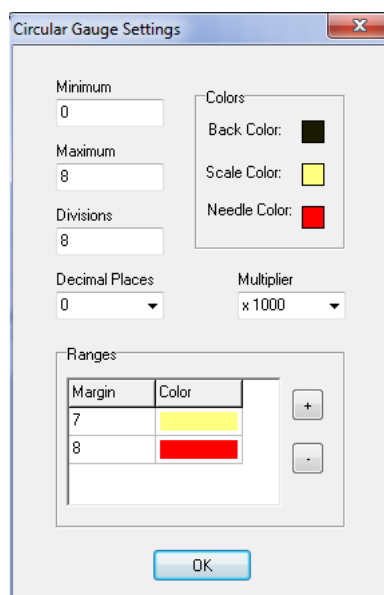 Circular Gauge Settings
Minimum
0
Maximum
8
Divisions
8
Decimal Places
0
Colors
Back Color:
Scale Color:
Needle Color:
Multiplier
x 1000
Ranges
Margin Color
7
8
+
-
OK